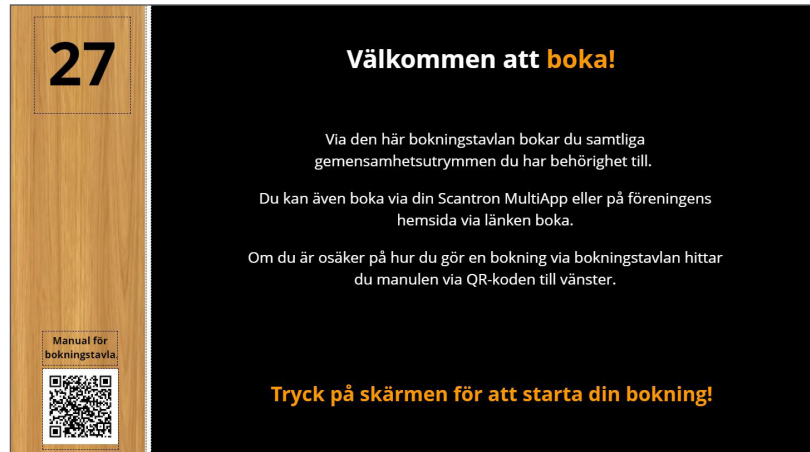 27
Manual för
bokningstavla.
Välkommen att boka!
Via den här bokningstavlan bokar du samtliga
gemensamhetsutrymmen du har behörighet till.
Du kan även boka via din Scantron MultiApp eller på föreningens
hemsida via länken boka.
Om du är osäker på hur du gör en bokning via bokningstavlan hittar
du manulen via QR-koden till vänster.
Tryck på skärmen för att starta din bokning!